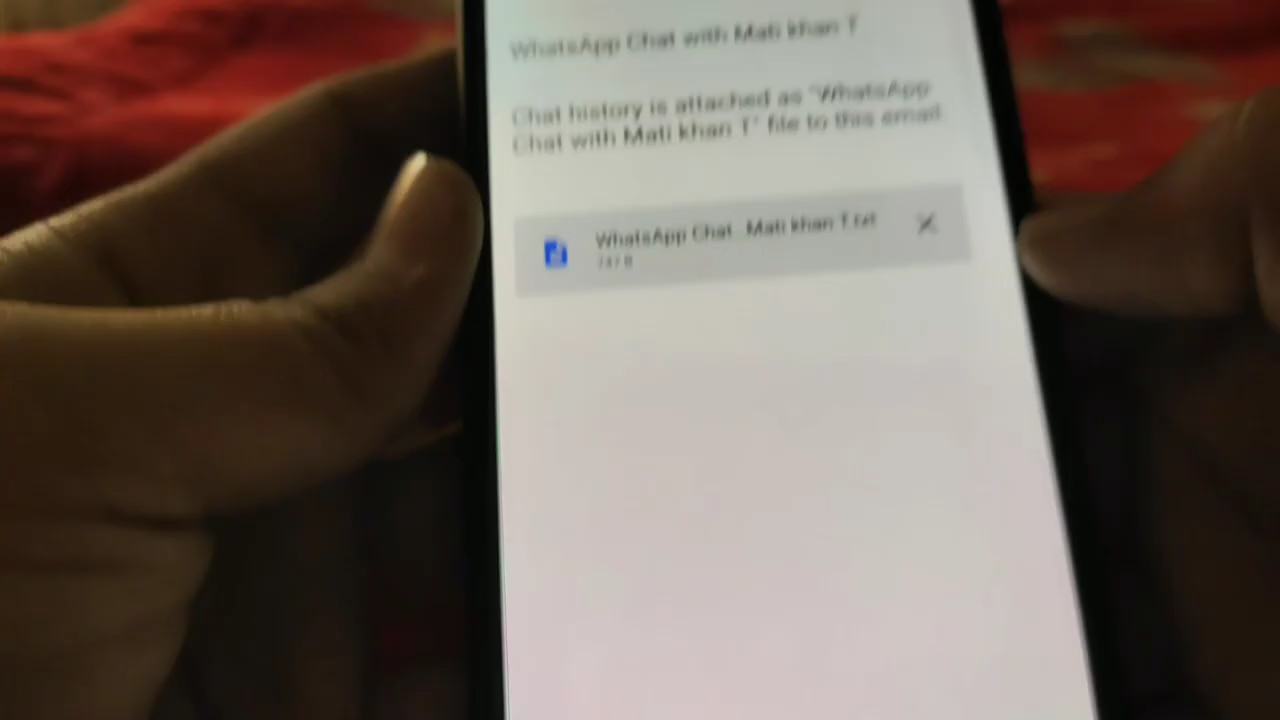 WhatsApp Chat with Mati khan T
Chat history is attached as "WhatsApp
Chat with Mati khan T" file to this email.
WhatsApp Chat...Mati khan T.txt